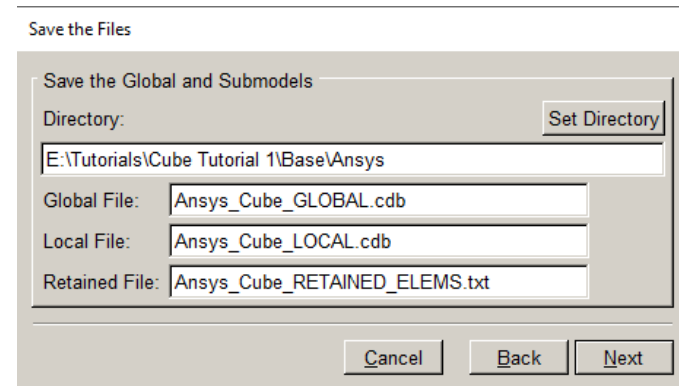 Save the Files
Save the Global and Submodels
Directory:
Set Directory
E:\Tutorials\Cube Tutorial 1\Base\Ansys
Global File: Ansys_Cube_GLOBAL.cdb
Local File: Ansys_Cube_LOCAL.cdb
Retained File: Ansys_Cube_RETAINED_ELEMS.txt
Cancel Back Next